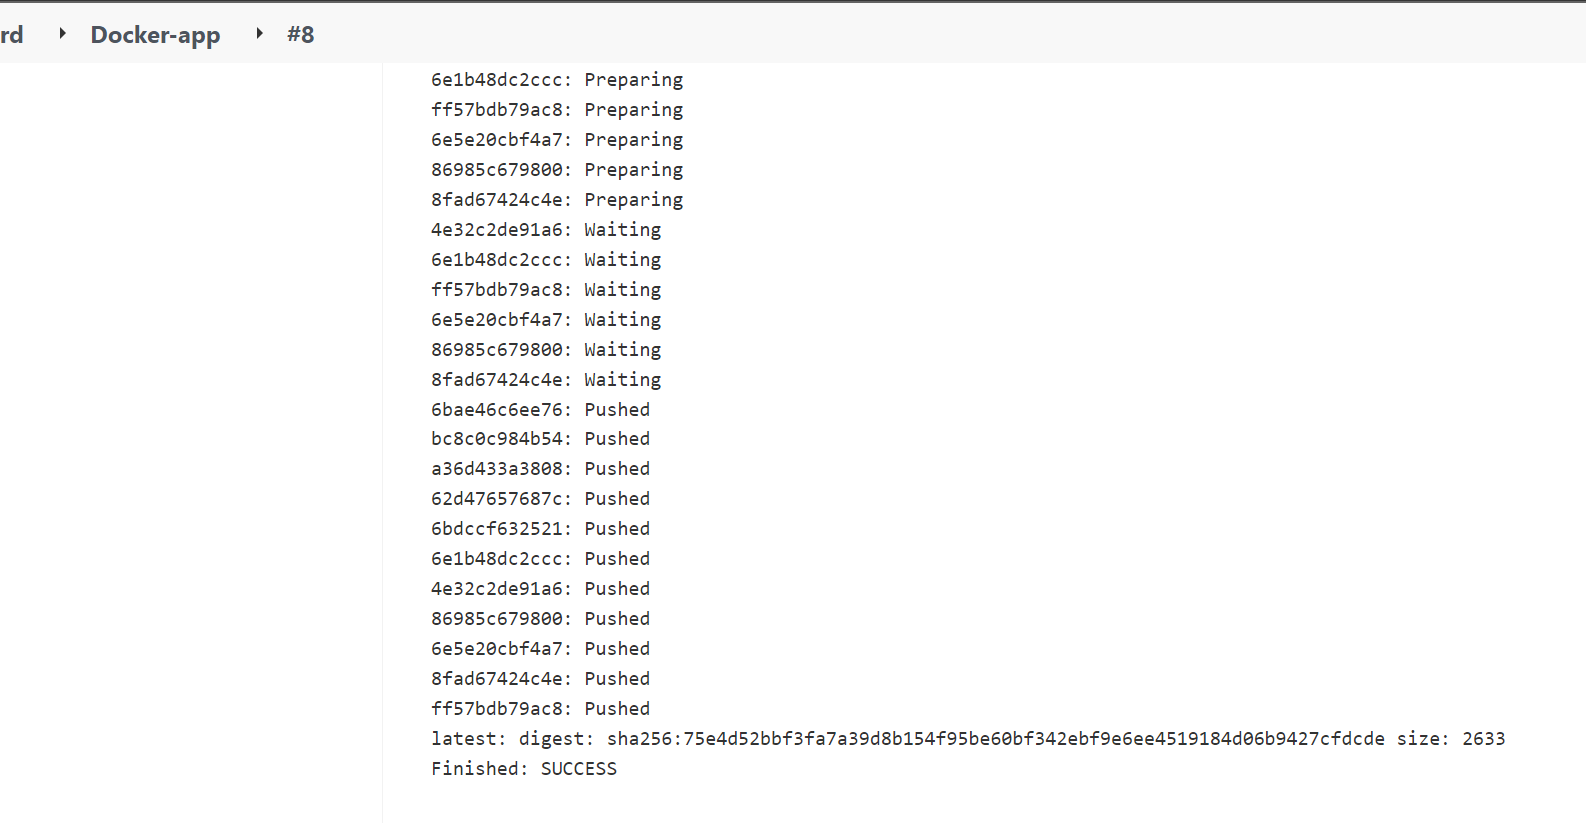 rd Docker-app #8
6e1b48dc2ccc: Preparing
ff57bdb79ac8: Preparing
6e5e20cbf4a7: Preparing
86985c679800: Preparing
8fad67424c4e: Preparing
4e32c2de91a6: Waiting
6e1b48dc2ccc: Waiting
ff57bdb79ac8: Waiting
6e5e20cbf4a7: Waiting
86985c679800: Waiting
8fad67424c4e: Waiting
6bae46c6ee76: Pushed
bc8c0c984b54: Pushed
a36d433a3808: Pushed
62d47657687c: Pushed
6bdccf632521: Pushed
6e1b48dc2ccc: Pushed
4e32c2de91a6: Pushed
86985c679800: Pushed
6e5e20cbf4a7: Pushed
8fad67424c4e: Pushed
ff57bdb79ac8: Pushed
latest: digest: sha256:75e4d52bbf3fa7a39d8b154f95be60bf342ebf9e6ee4519184d06b9427cfdcde size: 2633
Finished: SUCCESS